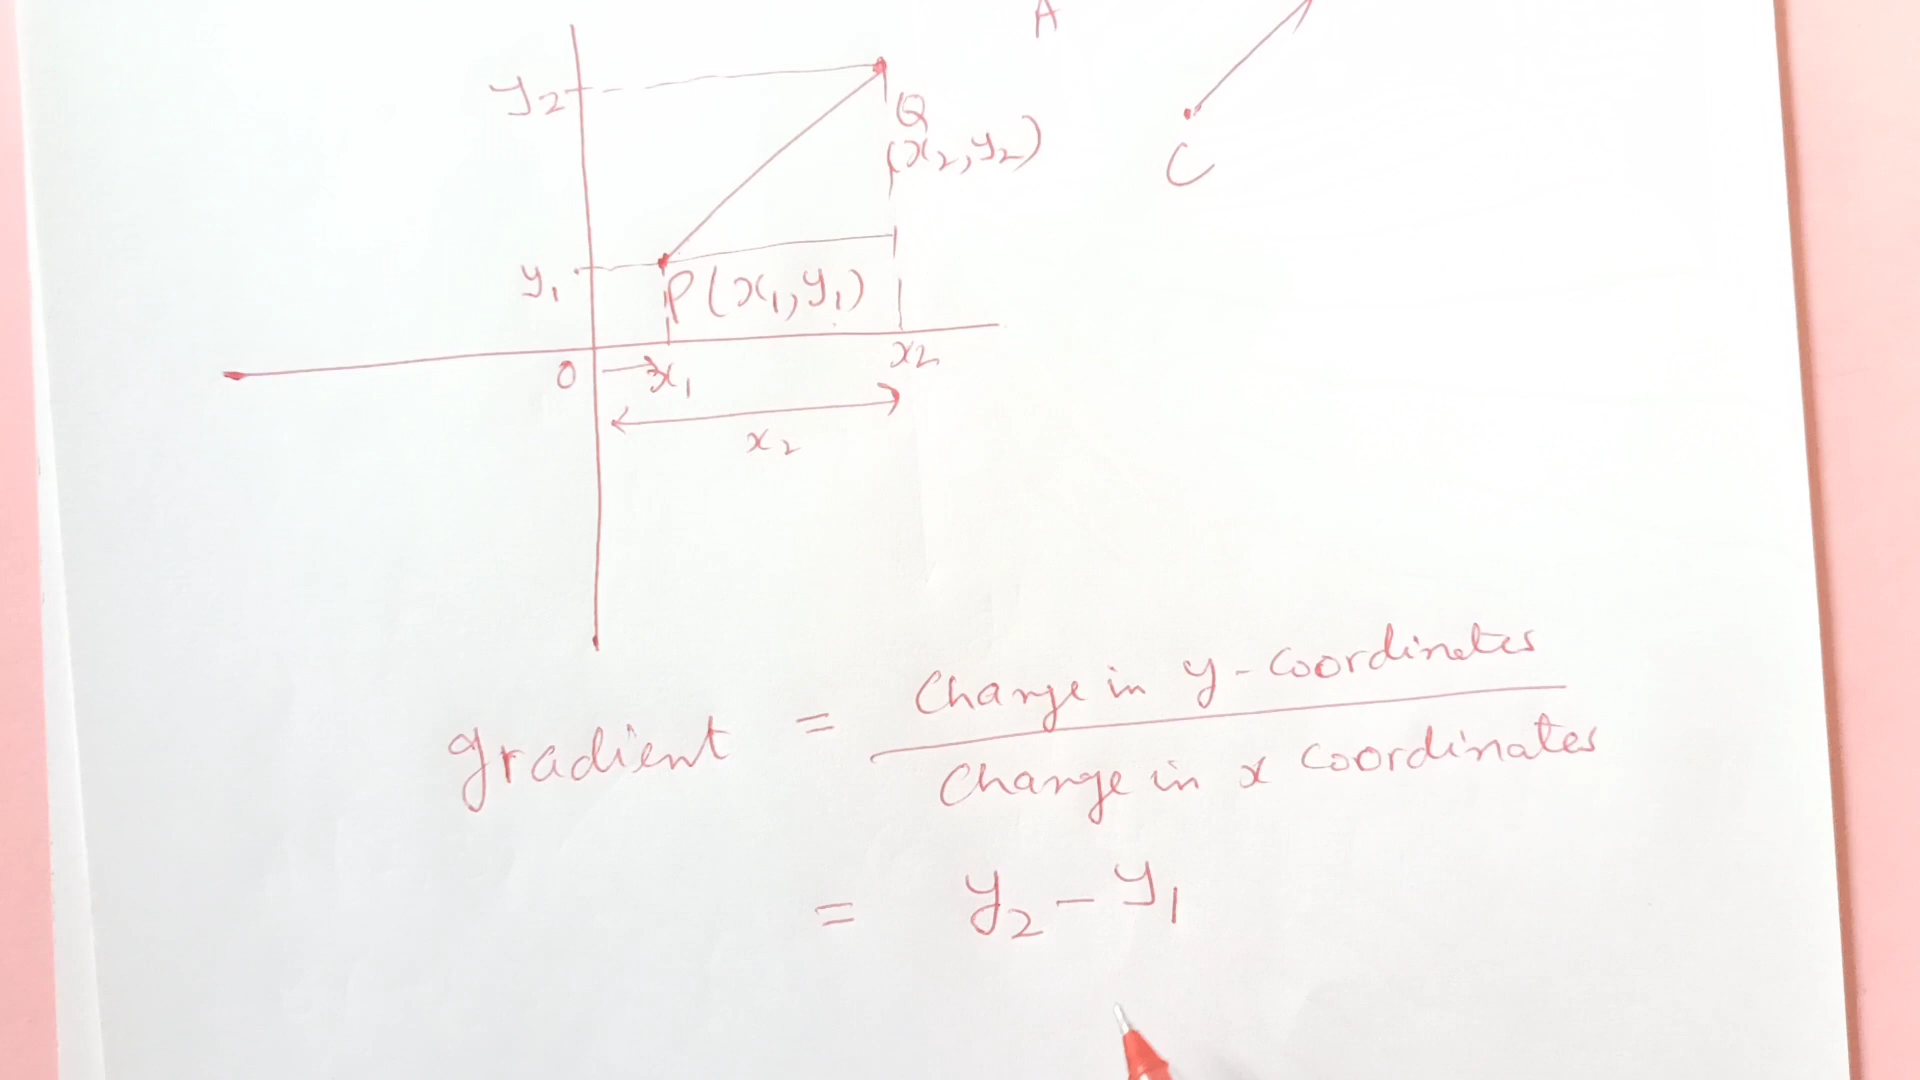 A
y₂
Q
(x₂, y₂)
C
y₁
P(x₁, y₁)
0
x₁
x₂
x₂
gradient = Change in y - coordinates
Change in x coordinates
= y₂ - y₁